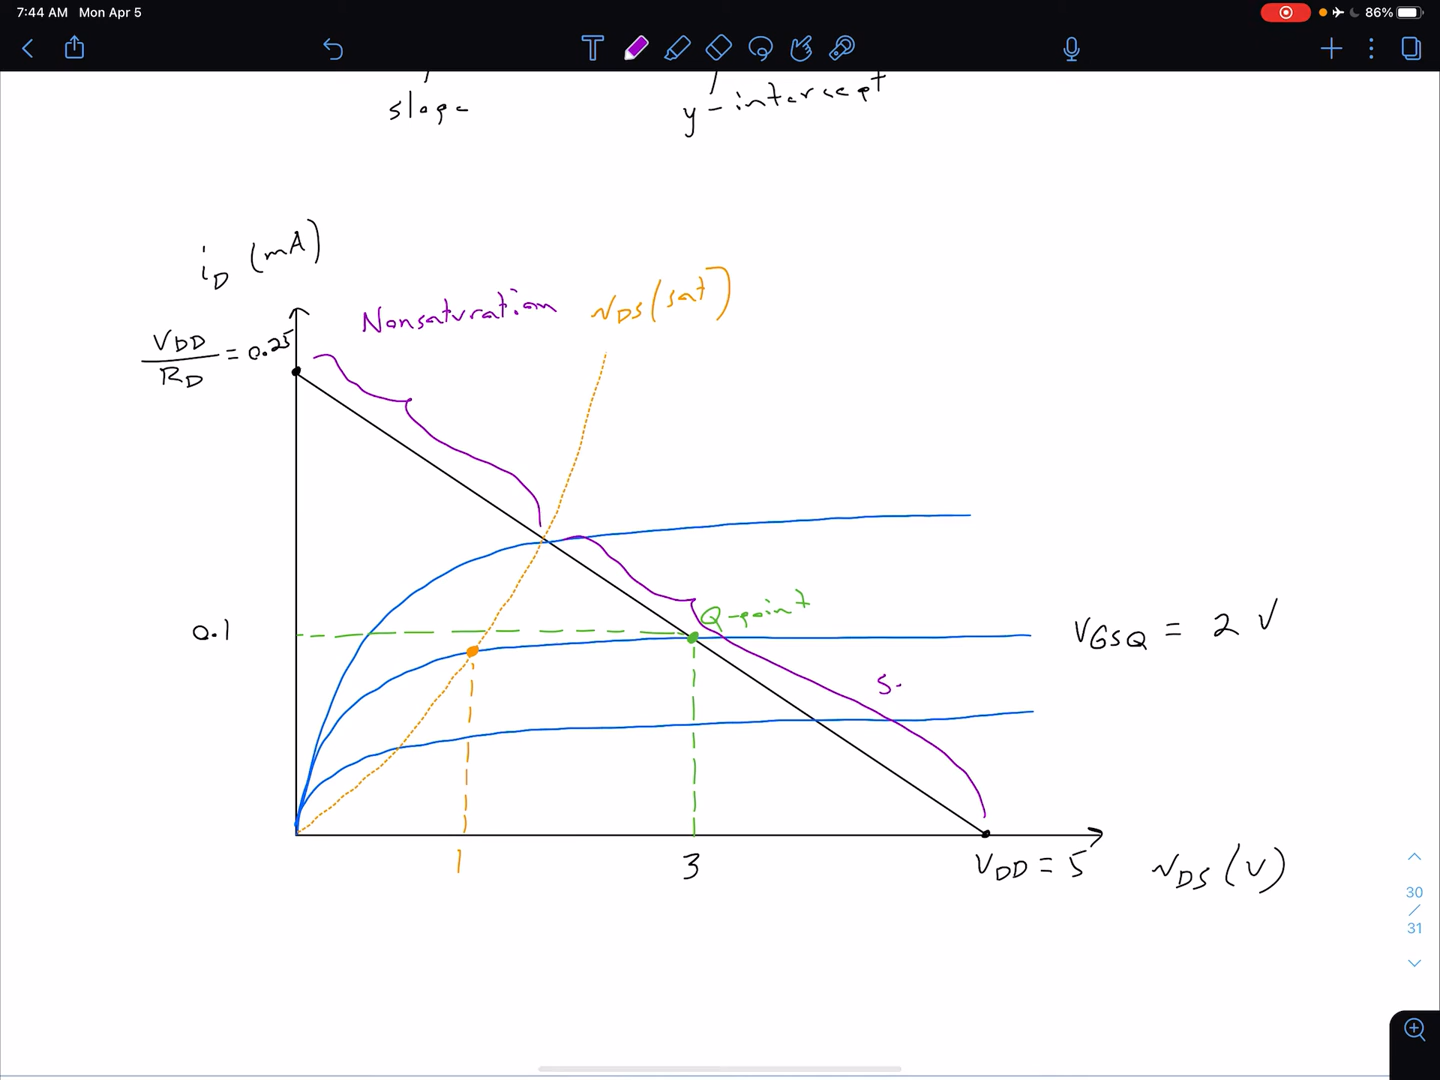 7:44 AM Mon Apr 5
86%
T
slope
y-intercept
iD (mA)
Nonsaturation
vDS(sat)
VDD
RD
= 0.25
Q-point
0.1
VGSQ = 2 V
S.
1
3
VDD = 5
vDS (V)
30
/
31